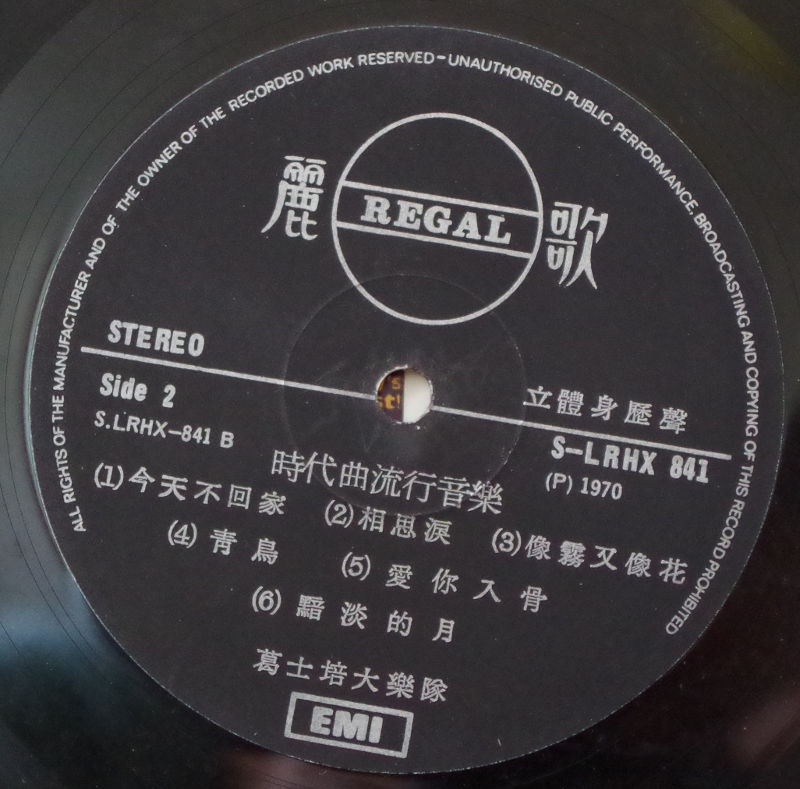 ALL RIGHTS OF THE MANUFACTURER AND OF THE OWNER OF THE RECORDED WORK RESERVED-UNAUTHORISED PUBLIC PERFORMANCE, BROADCASTING AND COPYING OF THIS RECORD PROHIBITED
麗 REGAL 歌
STEREO
立體身歷聲
Side 2
S-LRHX 841
S.LRHX-841 B
(P) 1970
時代曲流行音樂
(1) 今天不回家 (2) 相思淚 (3) 像霧又像花
(4) 青鳥 (5) 愛你入骨
(6) 黯淡的月
葛士培大樂隊
EMI